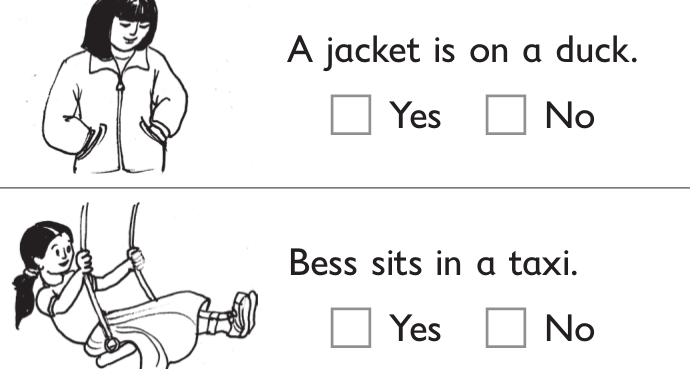 A jacket is on a duck.
Yes No
Bess sits in a taxi.
Yes No